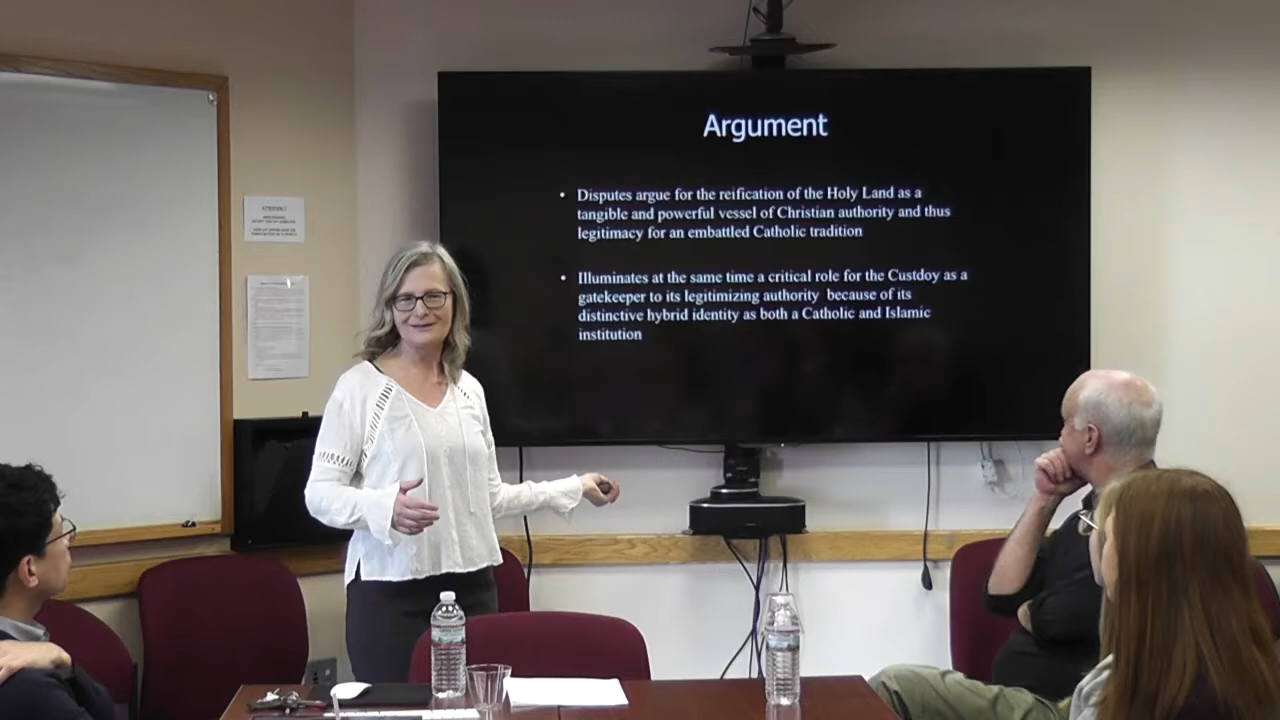 Argument
• Disputes argue for the reification of the Holy Land as a
tangible and powerful vessel of Christian authority and thus
legitimacy for an embattled Catholic tradition
• Illuminates at the same time a critical role for the Custdoy as a
gatekeeper to its legitimizing authority because of its
distinctive hybrid identity as both a Catholic and Islamic
institution
ATTENTION!